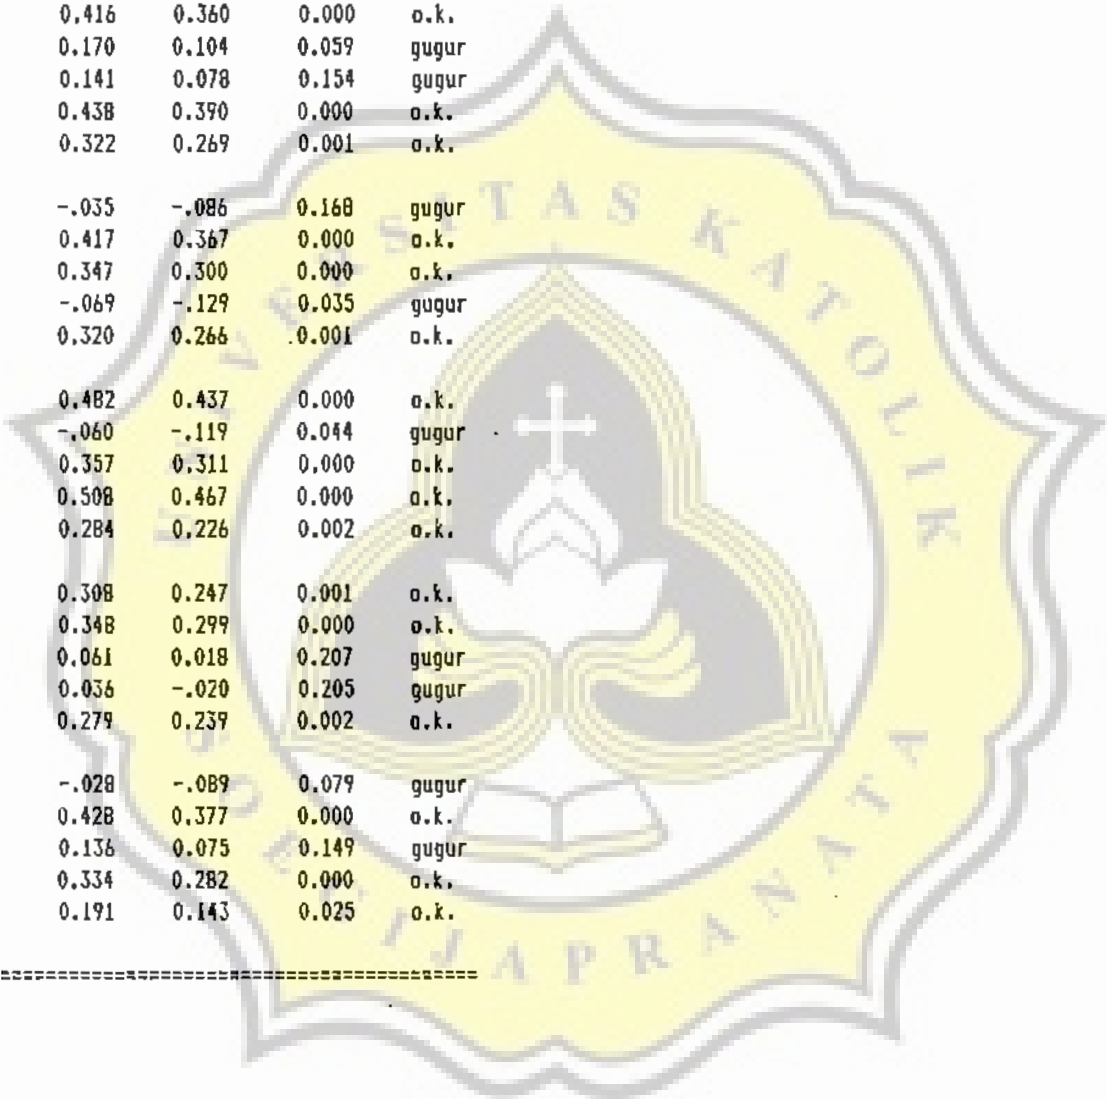 0.416 0.360 0.000 o.k.
0.170 0.104 0.059 gugur
0.141 0.078 0.154 gugur
0.438 0.390 0.000 o.k.
0.322 0.269 0.001 o.k.
-.035 -.086 0.168 gugur
0.417 0.367 0.000 o.k.
0.347 0.300 0.000 o.k.
-.069 -.129 0.035 gugur
0.320 0.266 .0.001 o.k.
0.482 0.437 0.000 o.k.
-.060 -.119 0.044 gugur
0.357 0.311 0.000 o.k.
0.508 0.467 0.000 o.k.
0.284 0.226 0.002 o.k.
0.308 0.247 0.001 o.k.
0.348 0.299 0.000 o.k.
0.061 0.018 0.207 gugur
0.036 -.020 0.205 gugur
0.279 0.239 0.002 o.k.
-.028 -.089 0.079 gugur
0.428 0.377 0.000 o.k.
0.136 0.075 0.149 gugur
0.334 0.282 0.000 o.k.
0.191 0.143 0.025 o.k.
UNIVERSITAS KATOLIK
SOEGIJAPRANATA